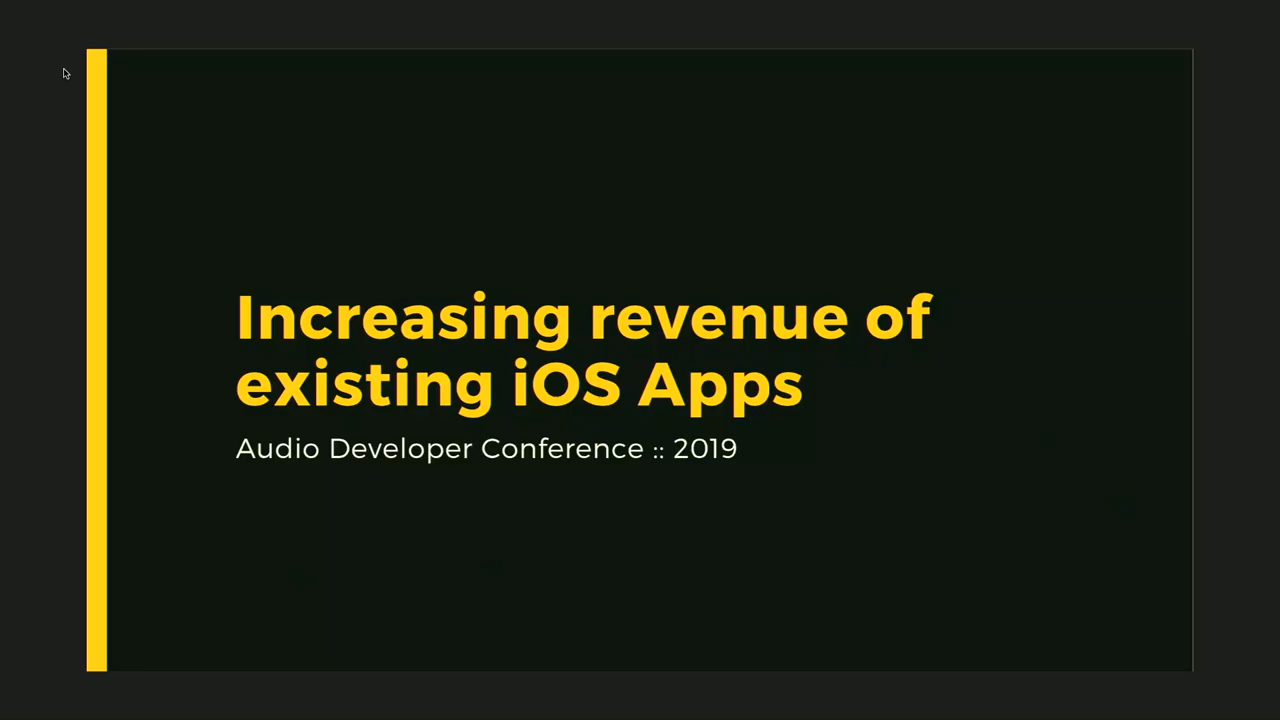 Increasing revenue of
existing iOS Apps
Audio Developer Conference :: 2019